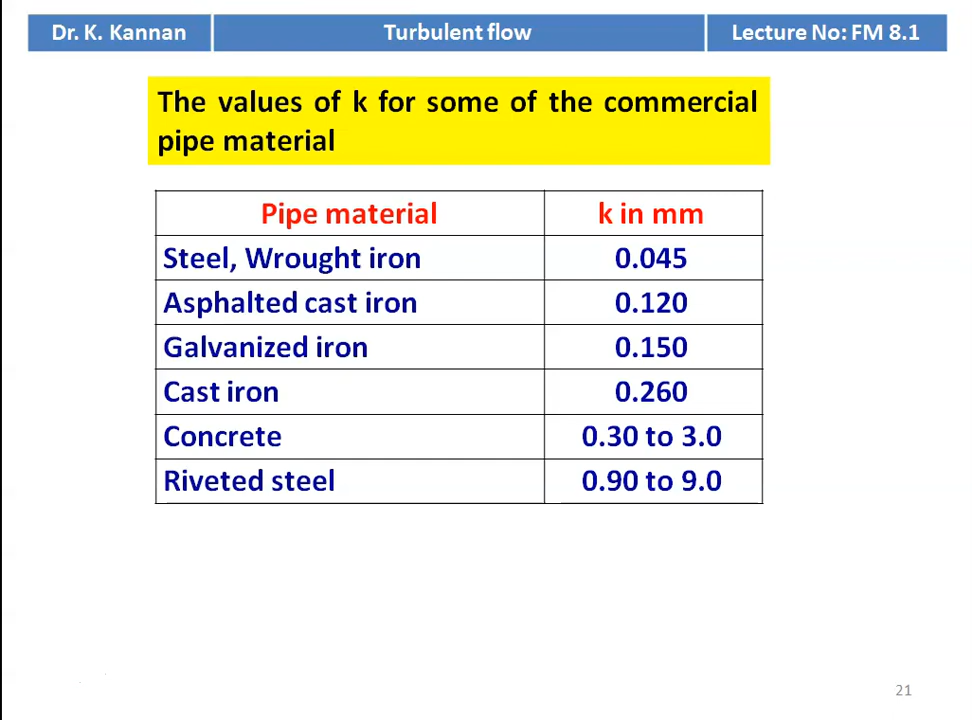 Dr. K. Kannan Turbulent flow Lecture No: FM 8.1
The values of k for some of the commercial
pipe material
Pipe material k in mm
Steel, Wrought iron 0.045
Asphalted cast iron 0.120
Galvanized iron 0.150
Cast iron 0.260
Concrete 0.30 to 3.0
Riveted steel 0.90 to 9.0
21